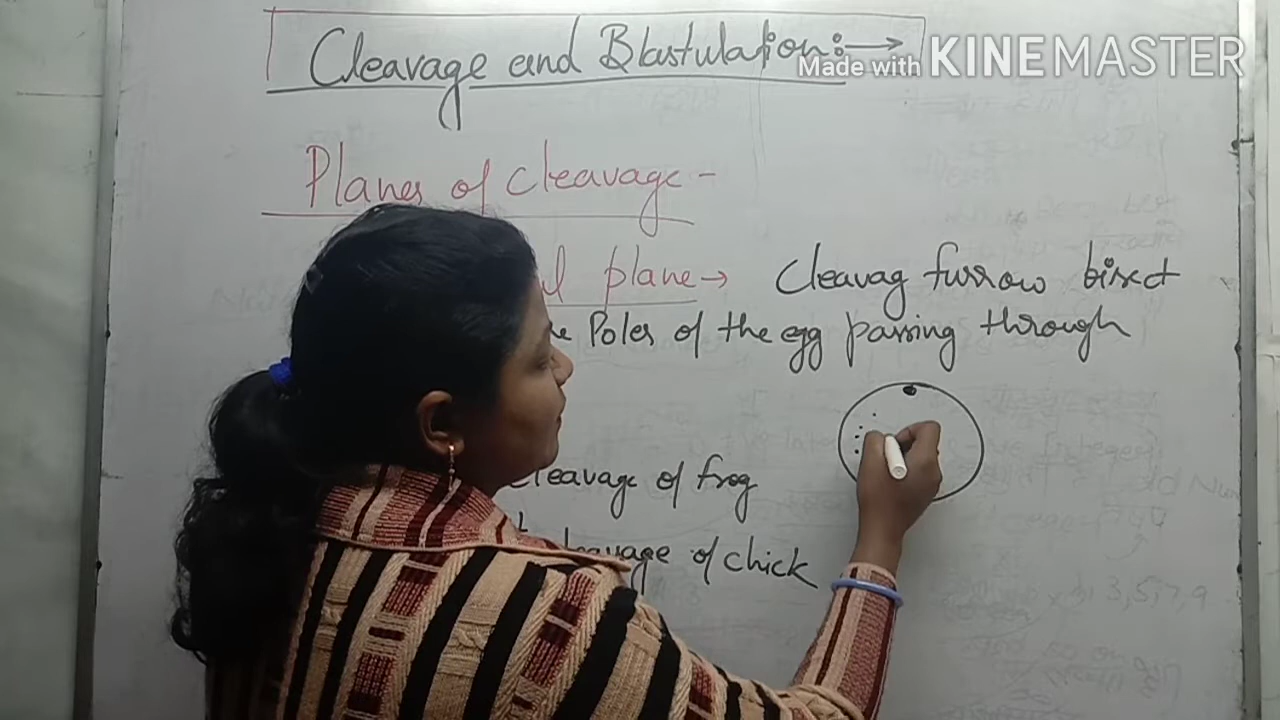 Cleavage and Blastulation:→
Made with KINEMASTER
Planes of cleavage -
plane → Cleavag furrow bisect
Poles of the egg passing through
Cleavage of frog
of chick